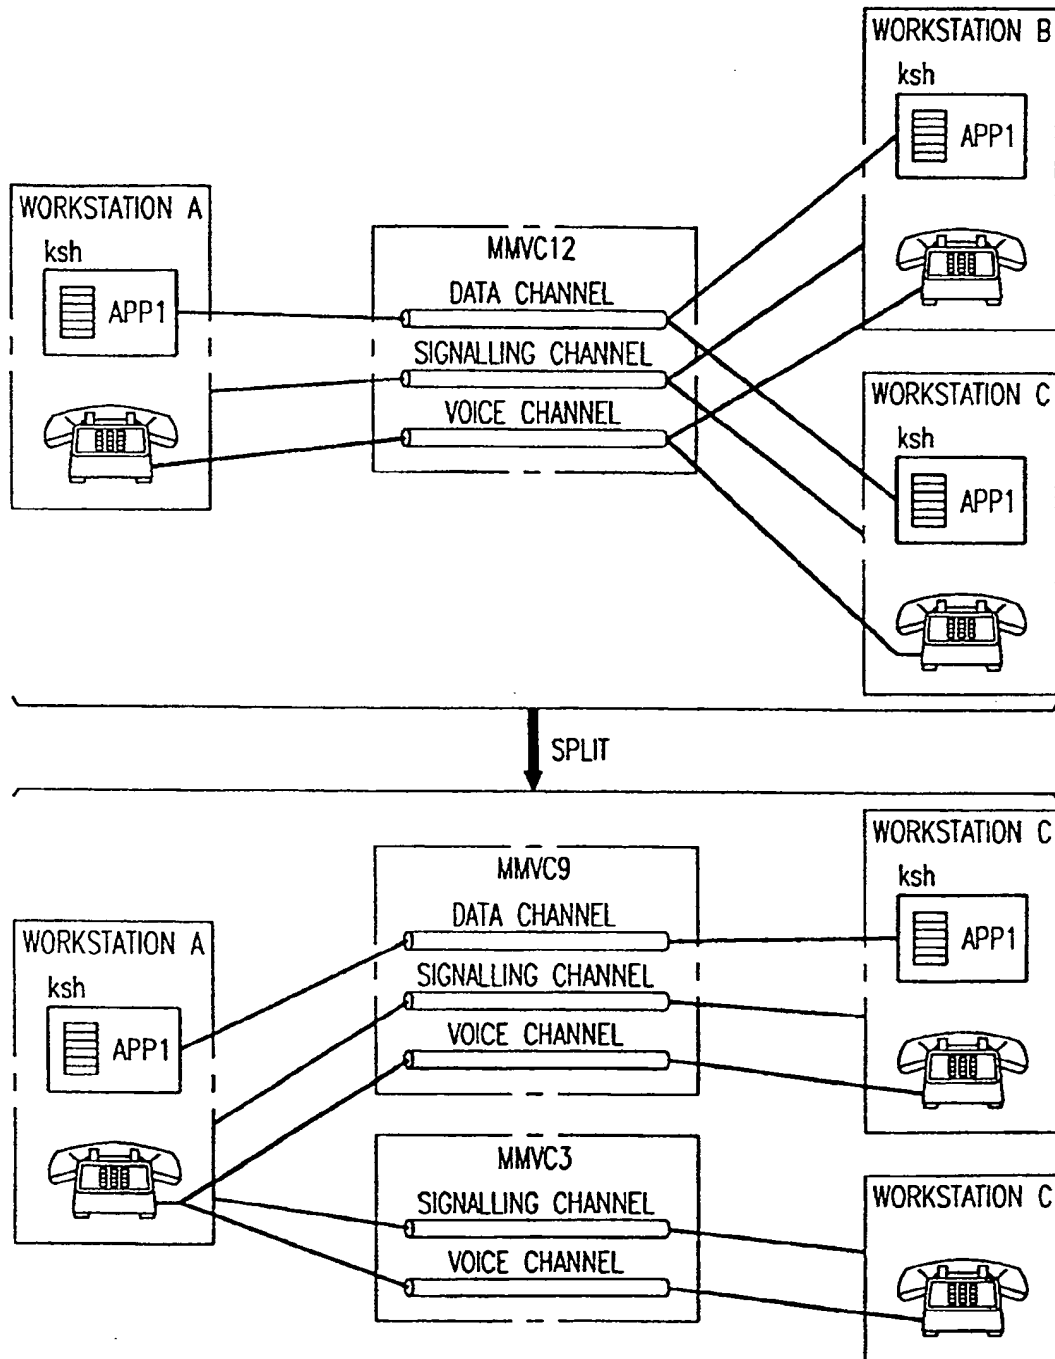 WORKSTATION B
ksh
APP1
WORKSTATION A
ksh
APP1
MMVC12
DATA CHANNEL
SIGNALLING CHANNEL
VOICE CHANNEL
WORKSTATION C
ksh
APP1
SPLIT
WORKSTATION C
ksh
APP1
MMVC9
DATA CHANNEL
SIGNALLING CHANNEL
VOICE CHANNEL
WORKSTATION A
ksh
APP1
MMVC3
SIGNALLING CHANNEL
VOICE CHANNEL
WORKSTATION C